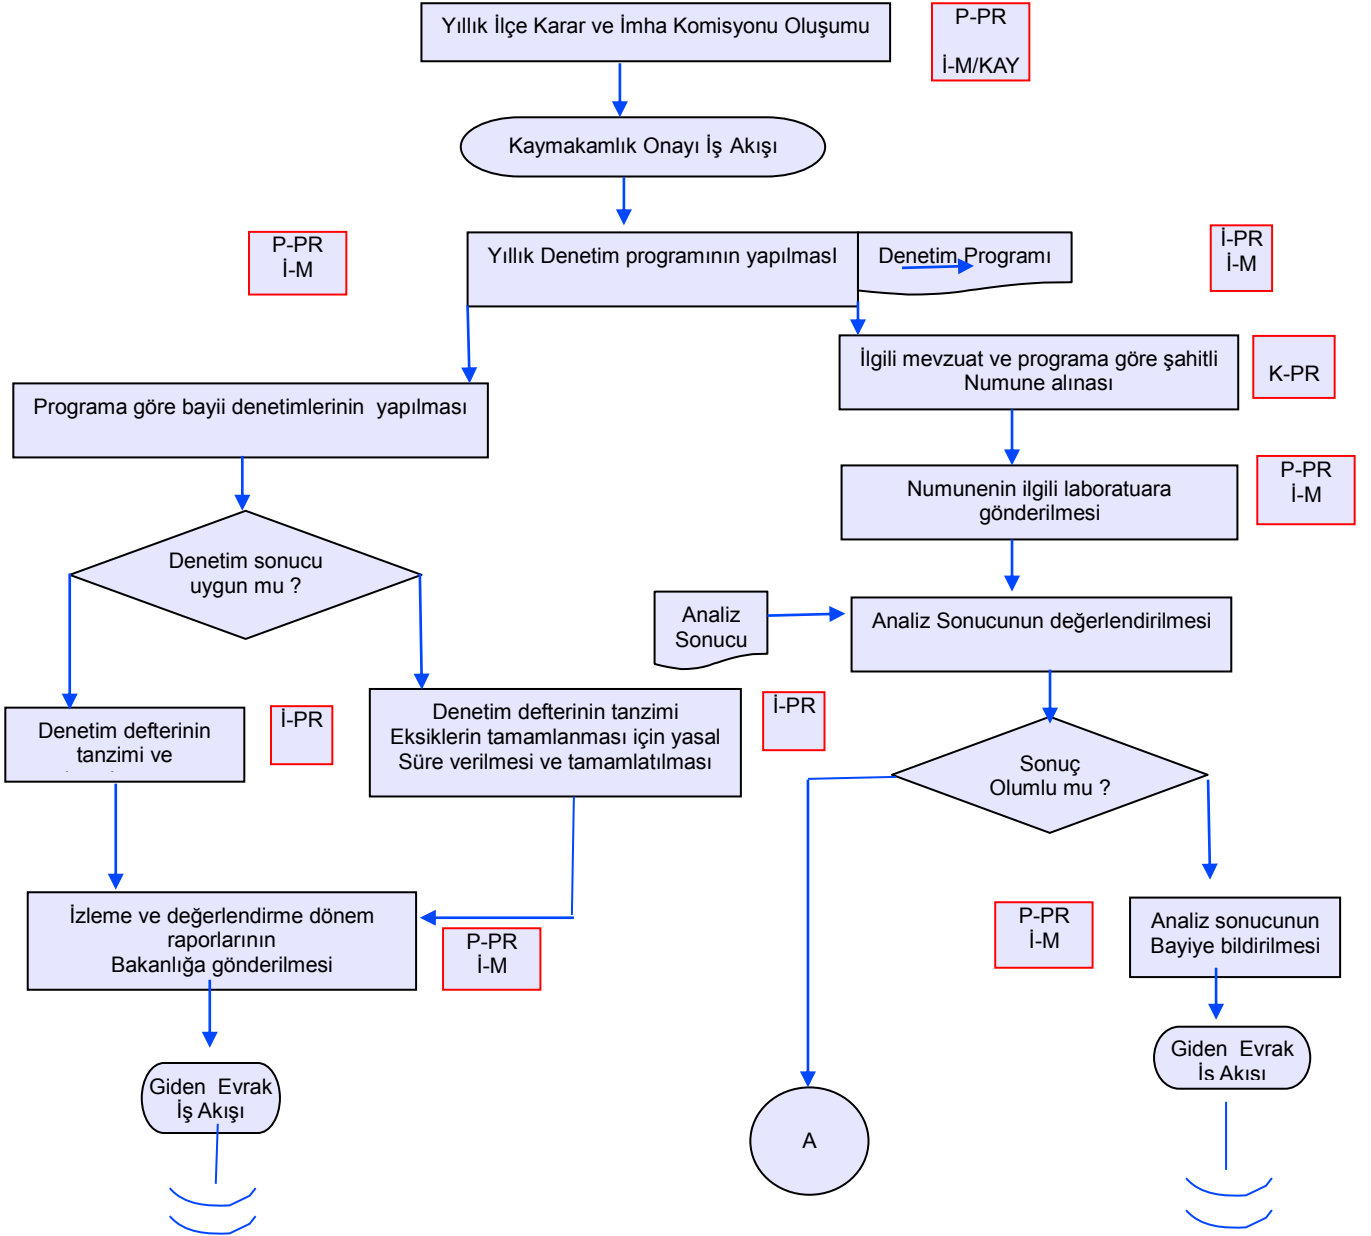 Yıllık İlçe Karar ve İmha Komisyonu Oluşumu
P-PR
İ-M/KAY
Kaymakamlık Onayı İş Akışı
P-PR
İ-M
Yıllık Denetim programının yapılması
Denetim Programı
İ-PR
İ-M
İlgili mevzuat ve programa göre şahitli
Numune alınası
K-PR
Programa göre bayii denetimlerinin yapılması
Numunenin ilgili laboratuara
gönderilmesi
P-PR
İ-M
Denetim sonucu
uygun mu ?
Analiz
Sonucu
Analiz Sonucunun değerlendirilmesi
Denetim defterinin
tanzimi ve
İ-PR
Denetim defterinin tanzimi
Eksiklerin tamamlanması için yasal
Süre verilmesi ve tamamlatılması
İ-PR
Sonuç
Olumlu mu ?
İzleme ve değerlendirme dönem
raporlarının
Bakanlığa gönderilmesi
P-PR
İ-M
P-PR
İ-M
Analiz sonucunun
Bayiye bildirilmesi
Giden Evrak
İş Akışı
A
Giden Evrak
İş Akışı